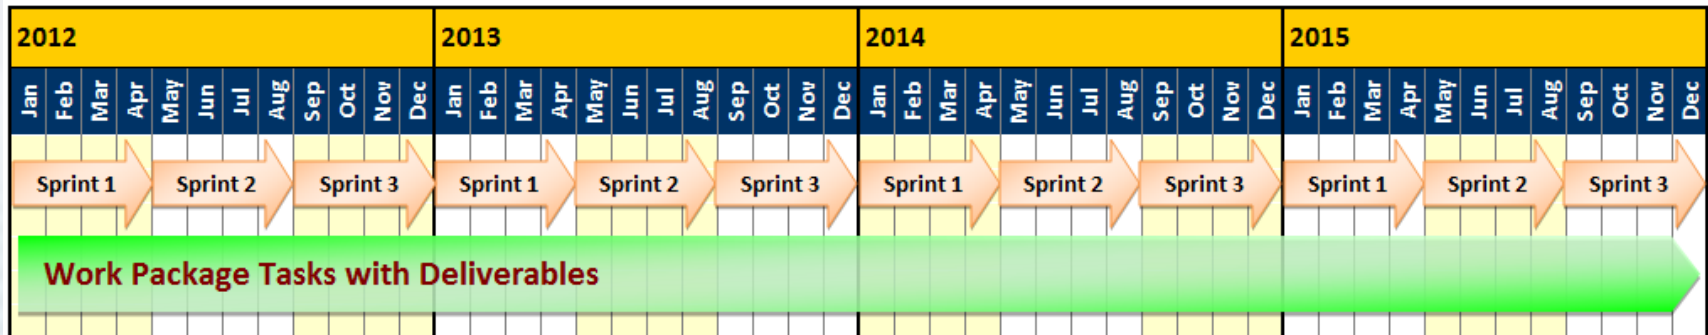 2012 2013 2014 2015
Jan Feb Mar Apr May Jun Jul Aug Sep Oct Nov Dec Jan Feb Mar Apr May Jun Jul Aug Sep Oct Nov Dec Jan Feb Mar Apr May Jun Jul Aug Sep Oct Nov Dec Jan Feb Mar Apr May Jun Jul Aug Sep Oct Nov Dec
Sprint 1 Sprint 2 Sprint 3 Sprint 1 Sprint 2 Sprint 3 Sprint 1 Sprint 2 Sprint 3 Sprint 1 Sprint 2 Sprint 3
Work Package Tasks with Deliverables